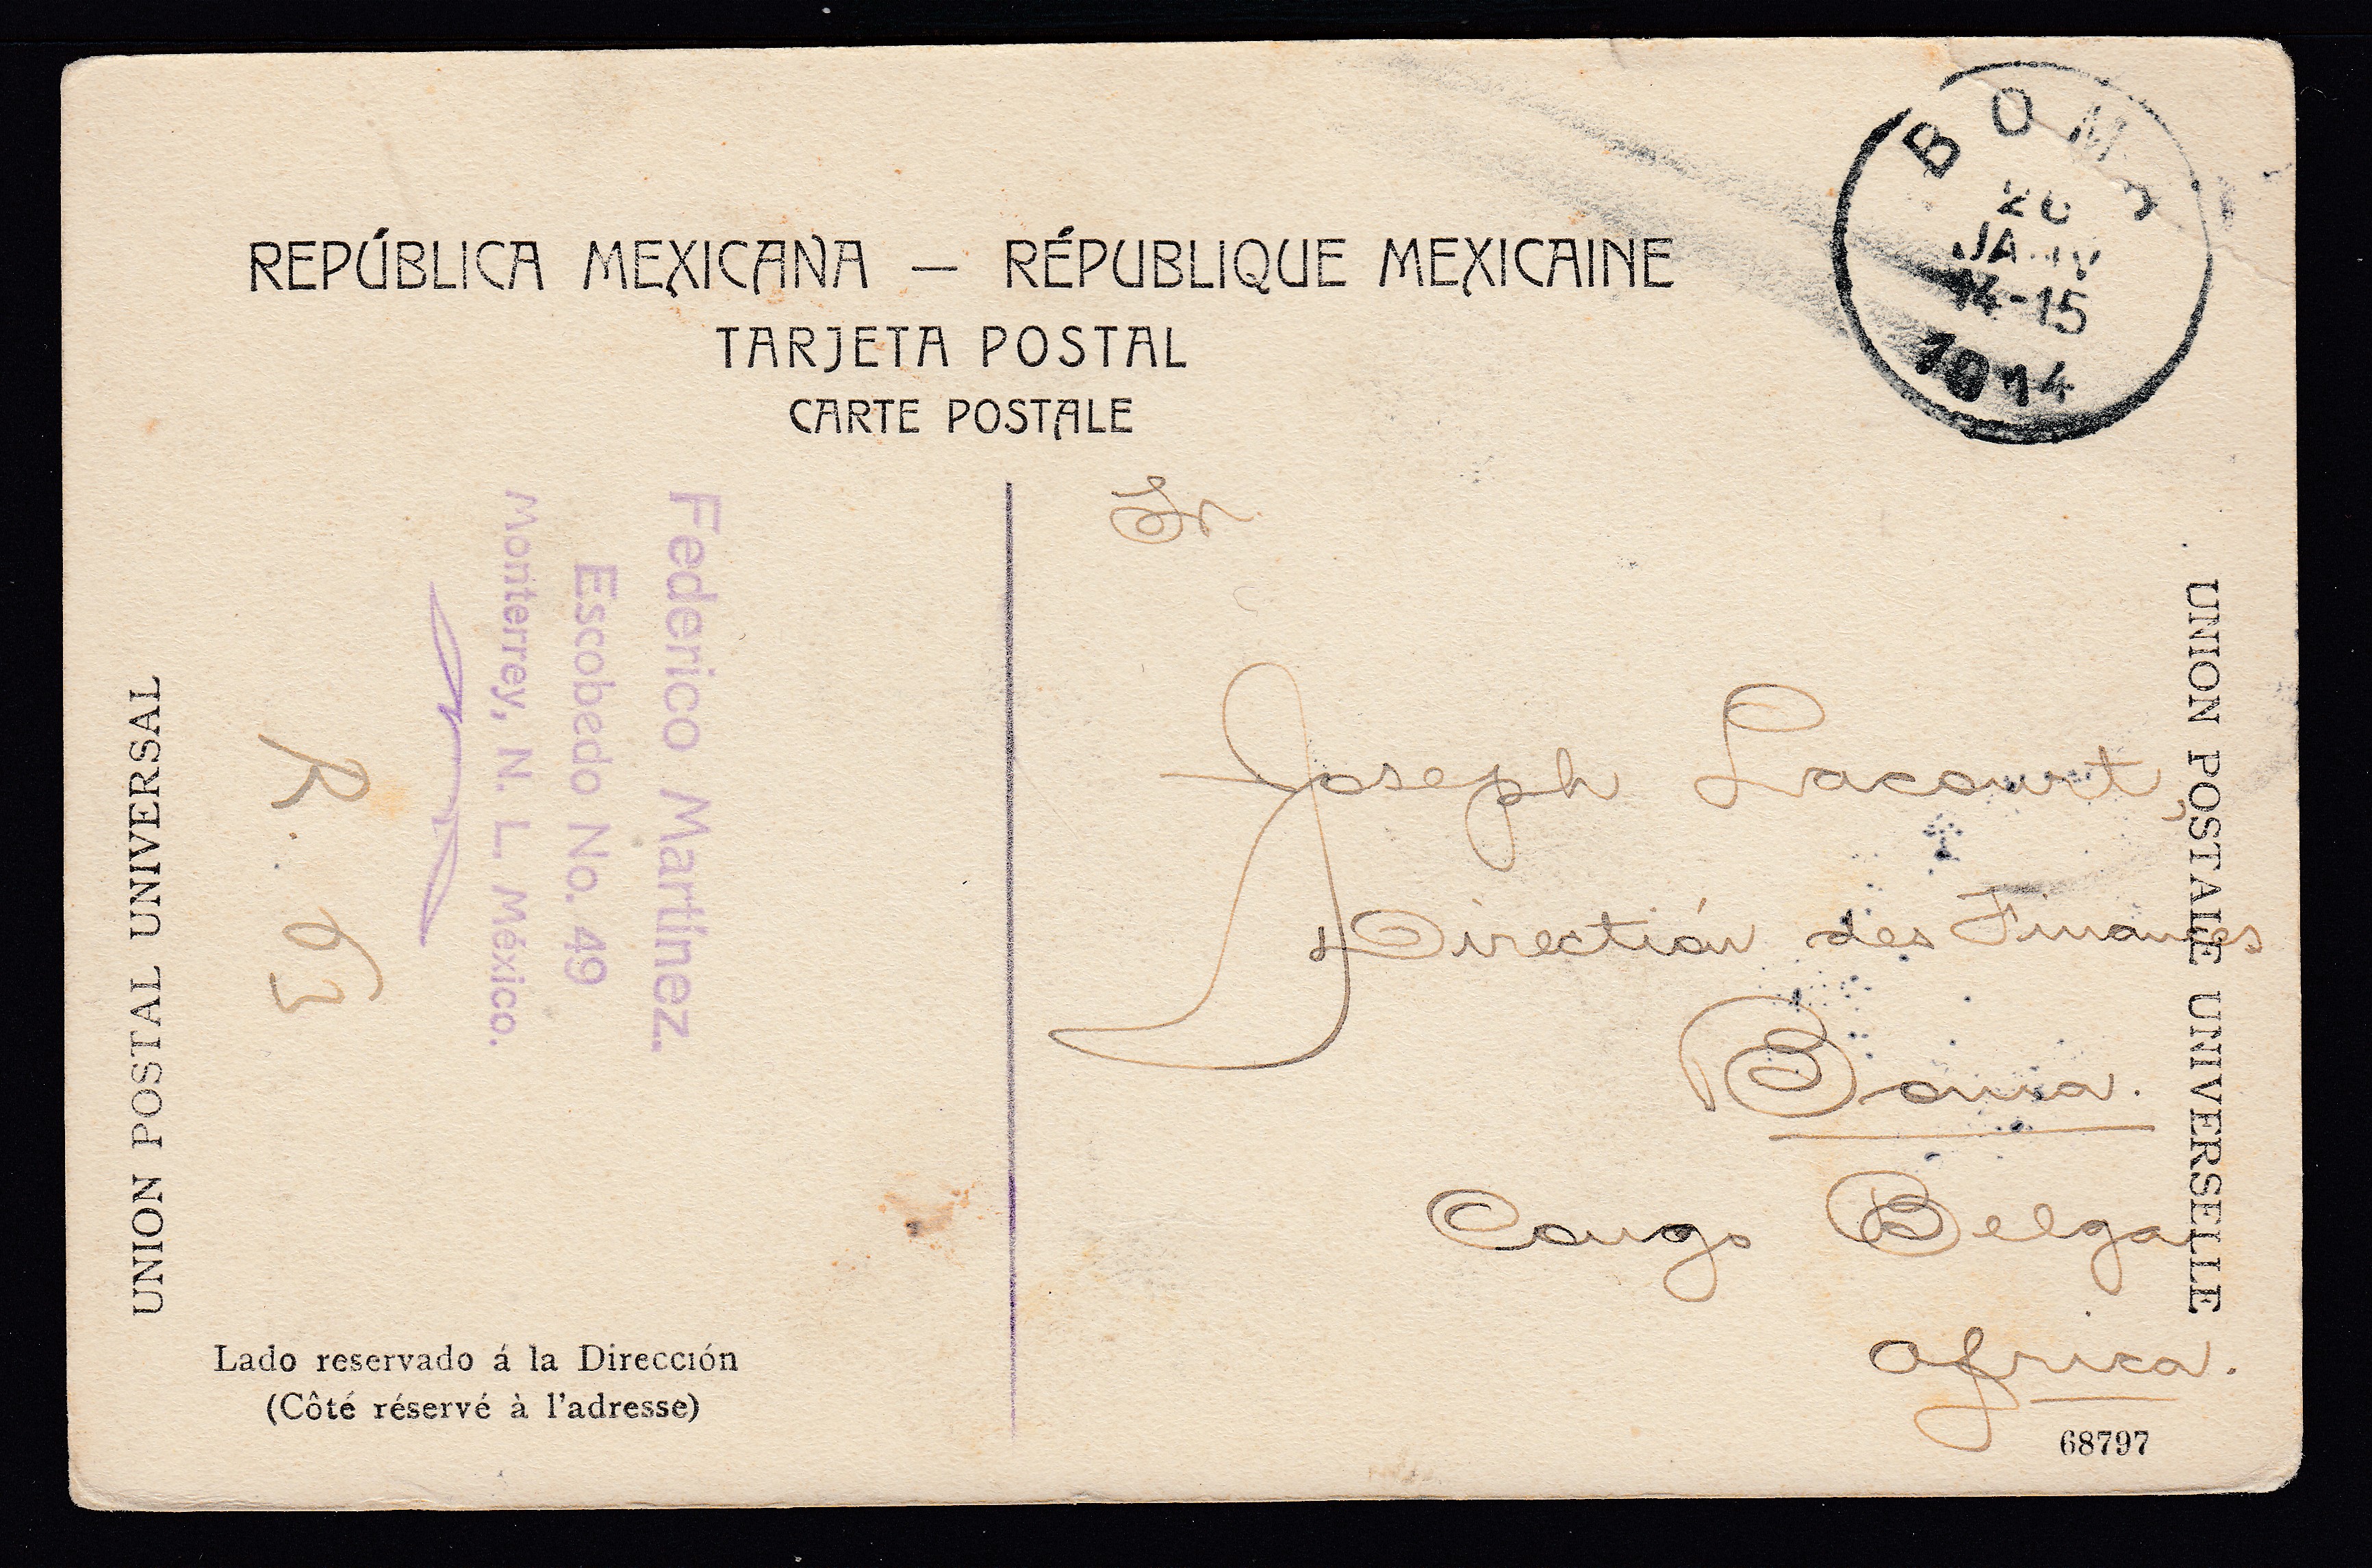 REPÚBLICA MEXICANA — RÉPUBLIQUE MEXICAINE
TARJETA POSTAL
CARTE POSTALE
BOMA
JANV
14-15
1914
UNION POSTAL UNIVERSAL
Federico Martínez.
Escobedo No. 49
Monterrey, N. L. México.
R. 63
Lado reservado á la Dirección
(Côté réservé à l'adresse)
Sr.
Joseph Lacourt,
Directión des Finances
Boma.
Congo Belga
Africa.
UNION POSTALE UNIVERSELLE
68797